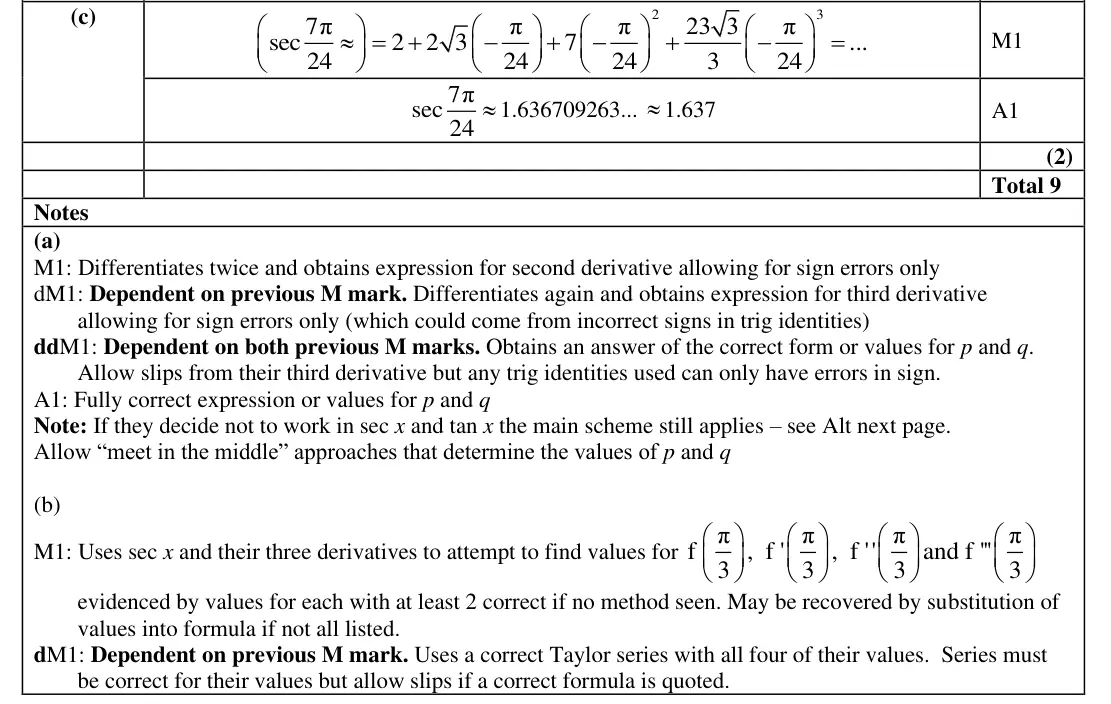 (c)
(sec 7π/24 ≈) = 2 + 2√3(−π/24) + 7(−π/24)² + 23√3/3(−π/24)³ = ...
M1
sec 7π/24 ≈ 1.636709263... ≈ 1.637
A1
(2)
Total 9
Notes
(a)
M1: Differentiates twice and obtains expression for second derivative allowing for sign errors only
dM1: Dependent on previous M mark. Differentiates again and obtains expression for third derivative
allowing for sign errors only (which could come from incorrect signs in trig identities)
ddM1: Dependent on both previous M marks. Obtains an answer of the correct form or values for p and q.
Allow slips from their third derivative but any trig identities used can only have errors in sign.
A1: Fully correct expression or values for p and q
Note: If they decide not to work in sec x and tan x the main scheme still applies – see Alt next page.
Allow “meet in the middle” approaches that determine the values of p and q
(b)
M1: Uses sec x and their three derivatives to attempt to find values for f(π/3), f '(π/3), f ''(π/3) and f '''(π/3)
evidenced by values for each with at least 2 correct if no method seen. May be recovered by substitution of
values into formula if not all listed.
dM1: Dependent on previous M mark. Uses a correct Taylor series with all four of their values. Series must
be correct for their values but allow slips if a correct formula is quoted.